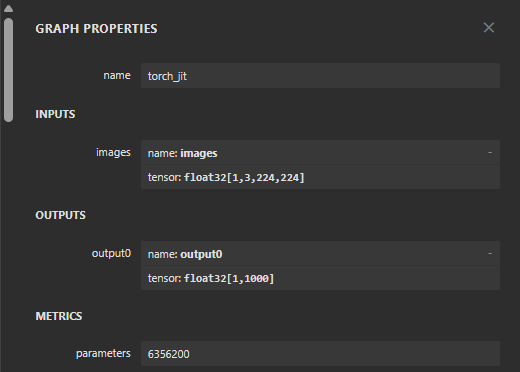 GRAPH PROPERTIES
name torch_jit
INPUTS
images name: images -
tensor: float32[1,3,224,224]
OUTPUTS
output0 name: output0 -
tensor: float32[1,1000]
METRICS
parameters 6356200